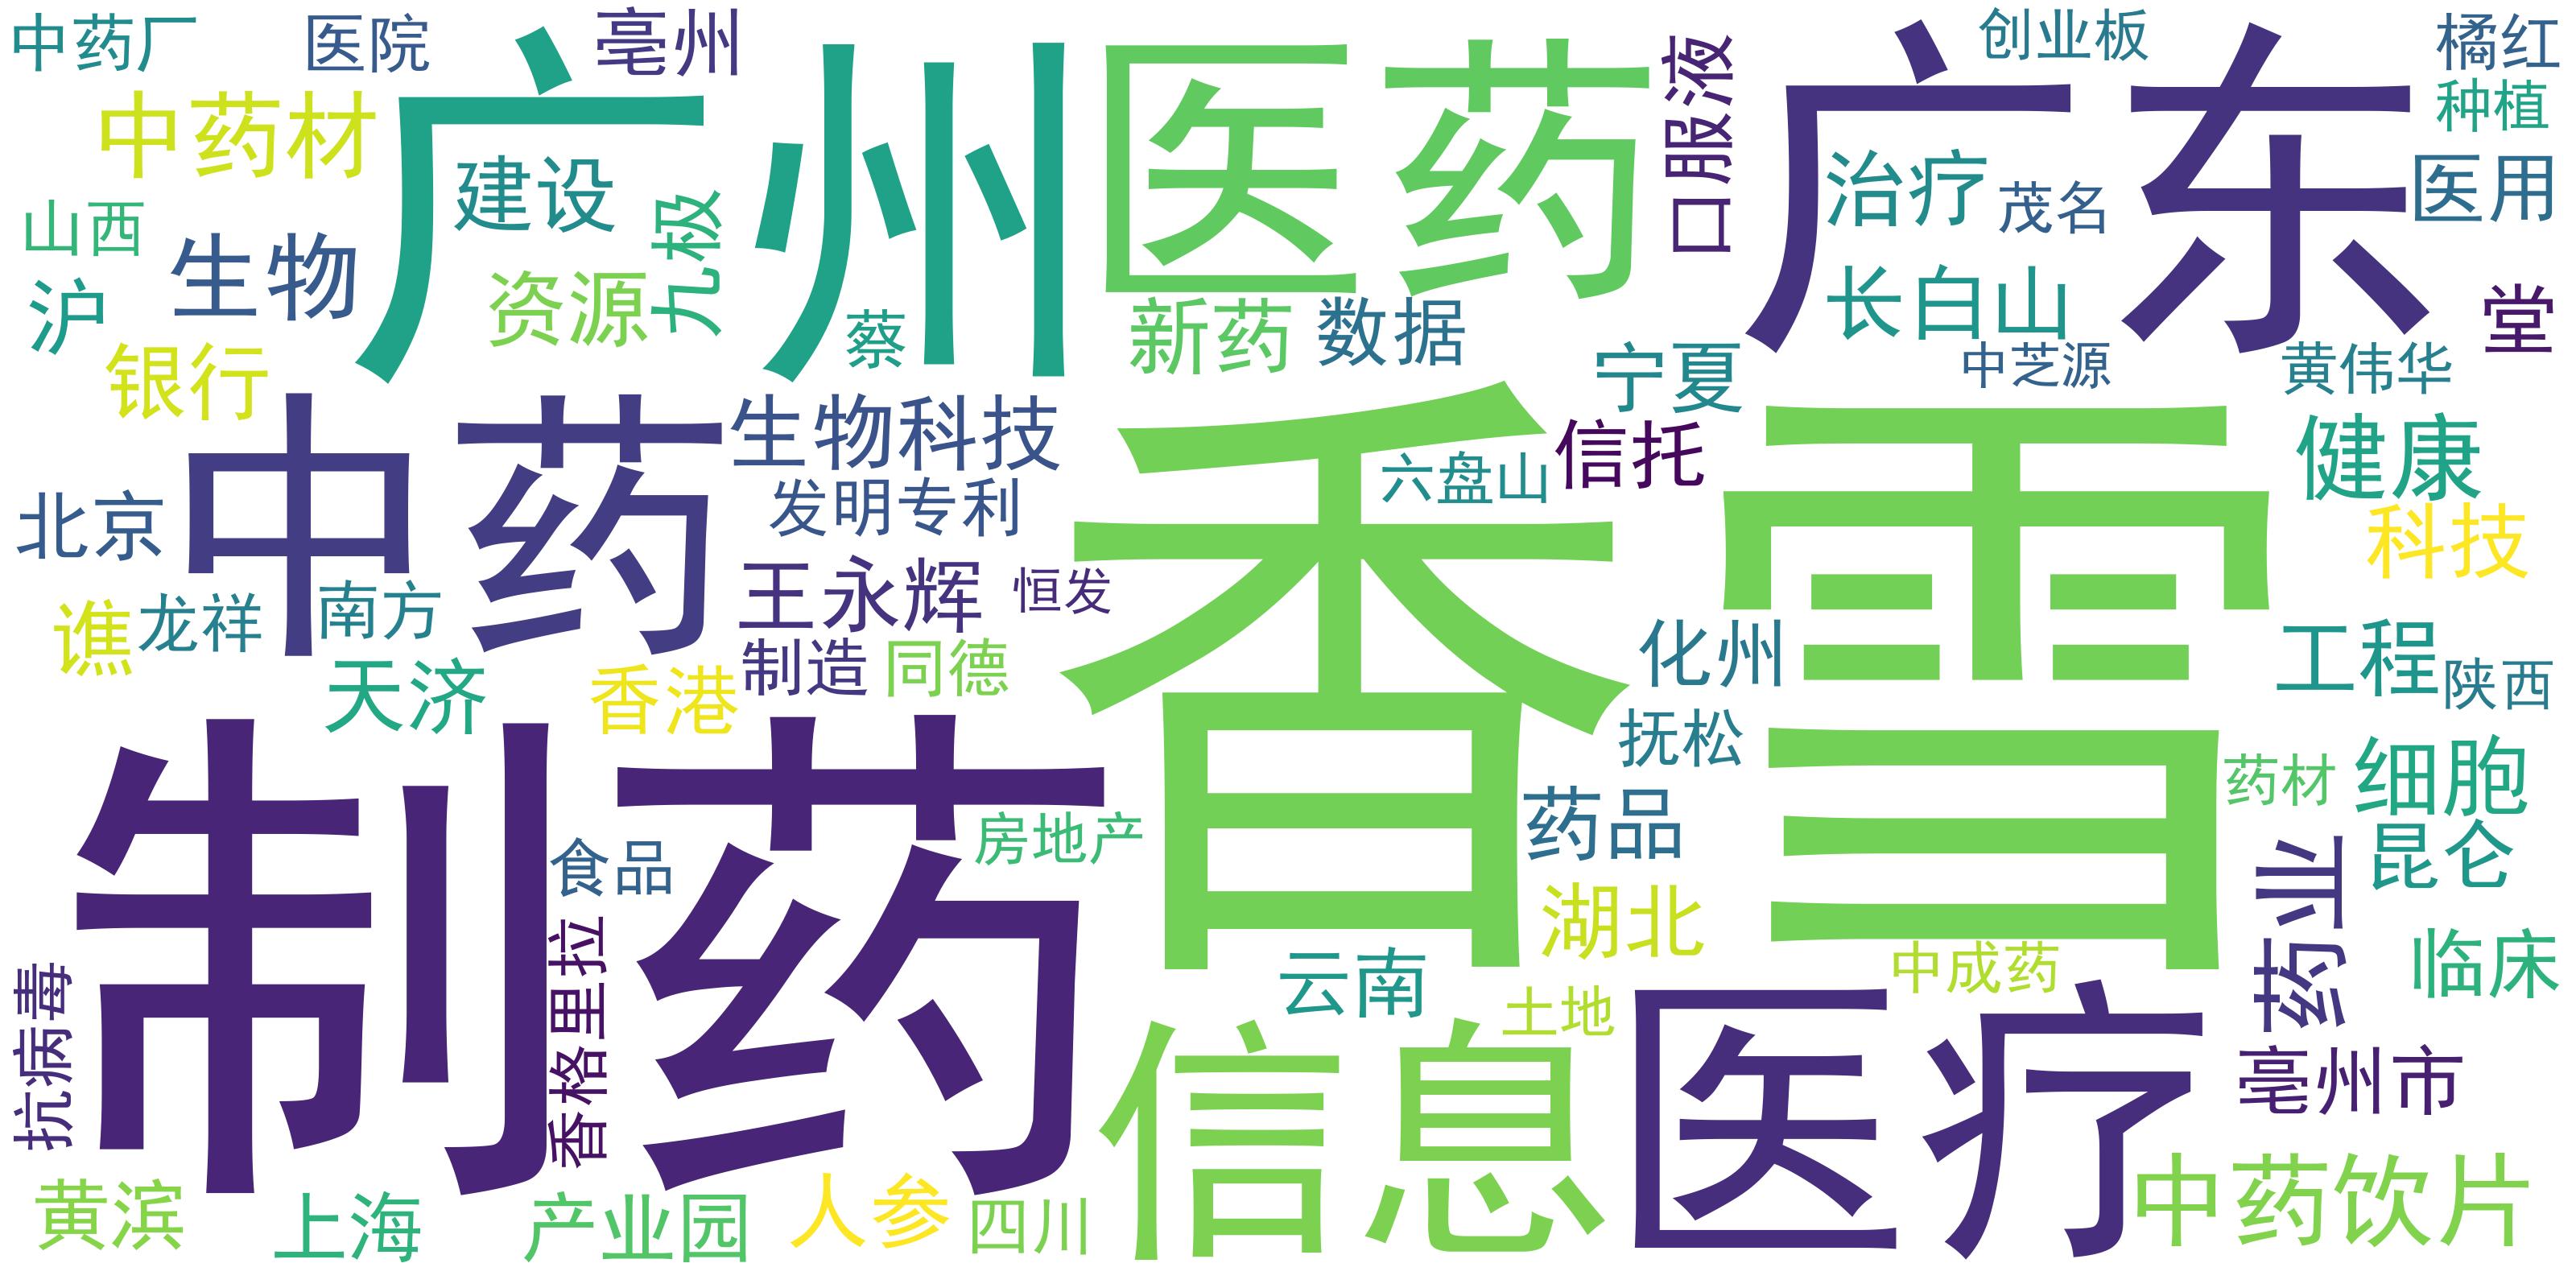 中药厂
医院
亳州
广州
医药
口服液
广东
创业板
橘红
种植
中药材
建设
九极
治疗
茂名
医用
山西
生物
资源
沪
蔡
新药
数据
长白山
堂
银行
宁夏
中芝源
黄伟华
中药
生物科技
香雪
六盘山
信托
健康
北京
发明专利
科技
谯
龙祥
南方
王永辉
恒发
天济
香港
制造
同德
化州
工程
陕西
抚松
制药
食品
房地产
药品
药材
细胞
昆仑
湖北
药业
抗病毒
香格里拉
云南
土地
中成药
临床
信息
医疗
亳州市
黄滨
上海
产业园
人参
四川
中药饮片